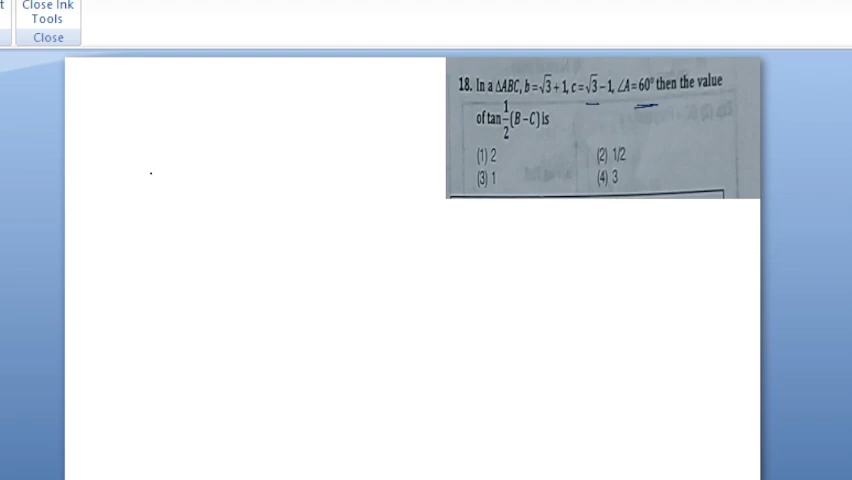 Close Ink
Tools
Close
18. In a ΔABC, b=√3+1, c=√3−1, ∠A=60° then the value
of tan 1/2 (B−C) is
(1) 2 (2) 1/2
(3) 1 (4) 3